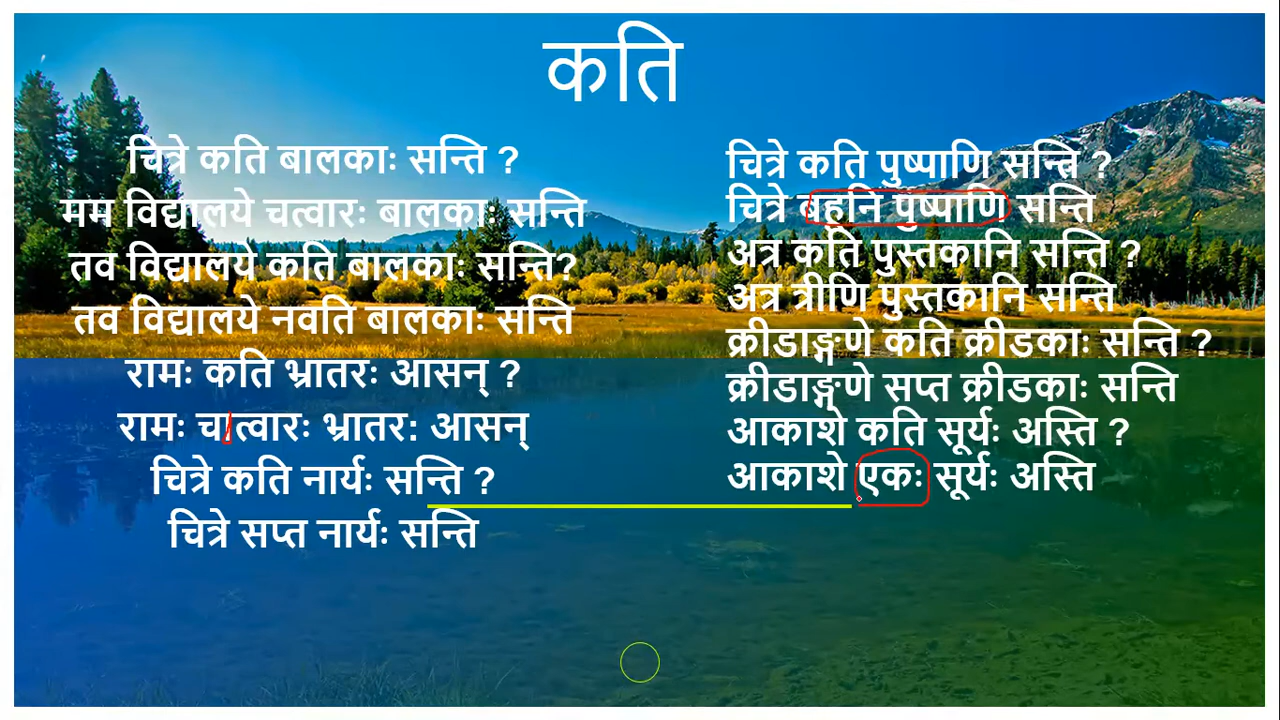 कति
चित्रे कति बालकाः सन्ति ?
मम विद्यालये चत्वारः बालकाः सन्ति
तव विद्यालये कति बालकाः सन्ति?
तव विद्यालये नवति बालकाः सन्ति
रामः कति भ्रातरः आसन् ?
रामः चात्वारः भ्रातर: आसन्
चित्रे कति नार्यः सन्ति ?
चित्रे सप्त नार्यः सन्ति
चित्रे कति पुष्पाणि सन्ति ?
चित्रे बहुनि पुष्पाणि सन्ति
अत्र कति पुस्तकानि सन्ति ?
अत्र त्रीणि पुस्तकानि सन्ति
क्रीडाङ्गणे कति क्रीडकाः सन्ति ?
क्रीडाङ्गणे सप्त क्रीडकाः सन्ति
आकाशे कति सूर्यः अस्ति ?
आकाशे एकः सूर्यः अस्ति